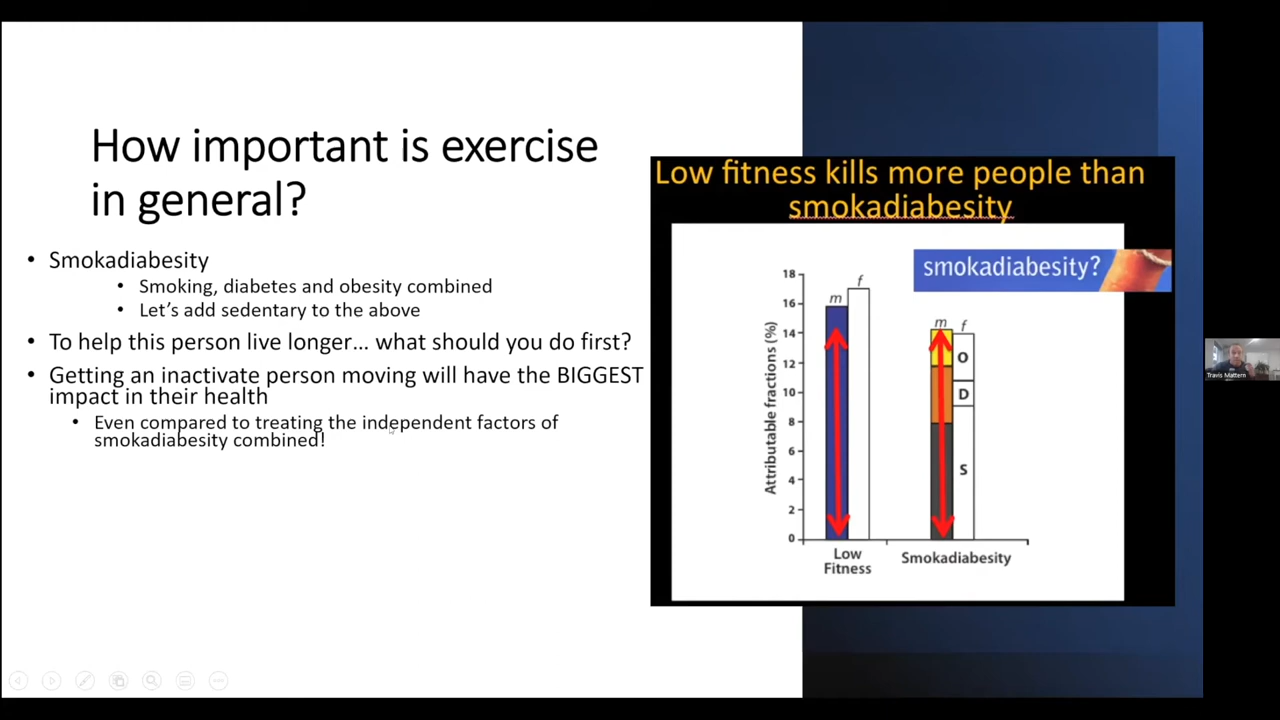 How important is exercise
in general?
• Smokadiabesity
• Smoking, diabetes and obesity combined
• Let's add sedentary to the above
• To help this person live longer... what should you do first?
• Getting an inactivate person moving will have the BIGGEST
impact in their health
• Even compared to treating the independent factors of
smokadiabesity combined!
Low fitness kills more people than
smokadiabesity
smokadiabesity?
Attributable fractions (%)
18
16
14
12
10
8
6
4
2
0
m
f
m
f
O
D
S
Low
Fitness
Smokadiabesity
Travis Mattern